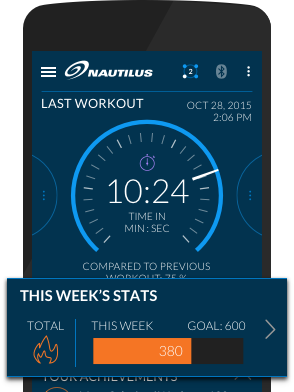 NAUTILUS
2
LAST WORKOUT
OCT 28, 2015
2:06 PM
10:24
TIME IN
MIN : SEC
COMPARED TO PREVIOUS
WORKOUT: 75 %
THIS WEEK'S STATS
TOTAL
THIS WEEK
GOAL: 600
380
YOUR ACHIEVEMENTS